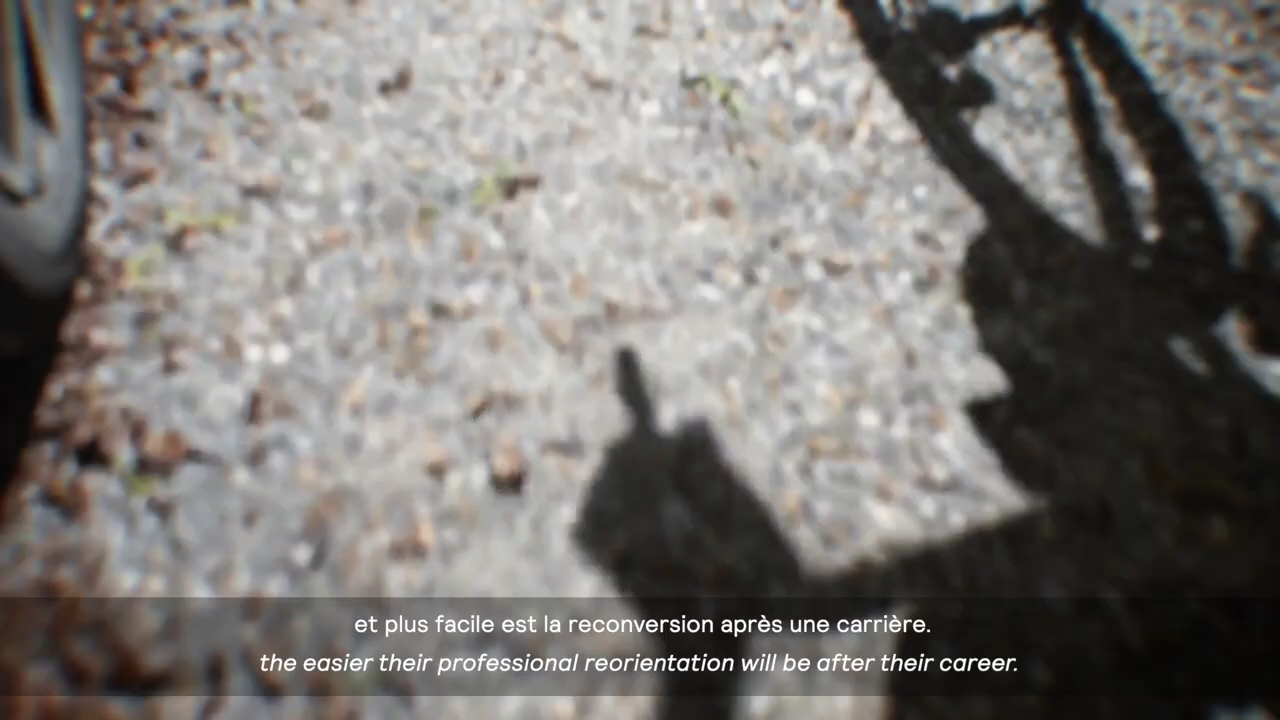 et plus facile est la reconversion après une carrière.
the easier their professional reorientation will be after their career.